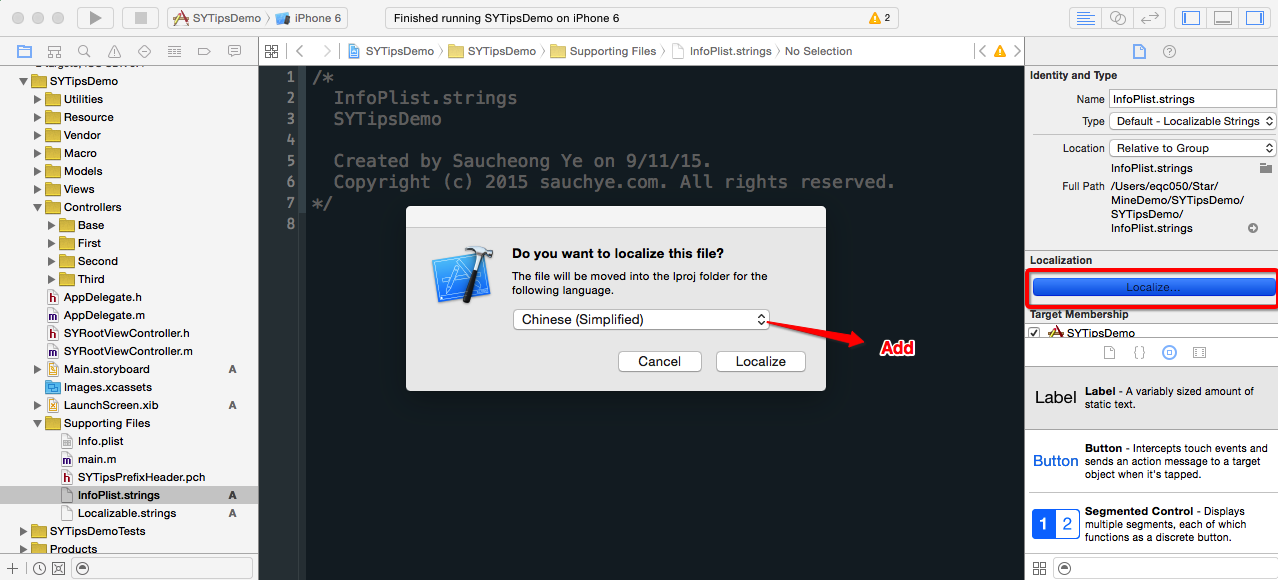 SYTipsDemo 〉 iPhone 6
Finished running SYTipsDemo on iPhone 6
2
SYTipsDemo 〉 SYTipsDemo 〉 Supporting Files 〉 InfoPlist.strings 〉 No Selection
SYTipsDemo
Utilities
Resource
Vendor
Macro
Models
Views
Controllers
Base
First
Second
Third
AppDelegate.h
AppDelegate.m
SYRootViewController.h
SYRootViewController.m
Main.storyboard A
Images.xcassets
LaunchScreen.xib A
Supporting Files
Info.plist
main.m
SYTipsPrefixHeader.pch
InfoPlist.strings A
Localizable.strings A
SYTipsDemoTests
Products
1 /*
2 InfoPlist.strings
3 SYTipsDemo
4
5 Created by Saucheong Ye on 9/11/15.
6 Copyright (c) 2015 sauchye.com. All rights reserved.
7 */
8
Do you want to localize this file?
The file will be moved into the lproj folder for the
following language.
Chinese (Simplified)
Cancel Localize
Add
Identity and Type
Name InfoPlist.strings
Type Default - Localizable Strings
Location Relative to Group
InfoPlist.strings
Full Path /Users/eqc050/Star/
MineDemo/SYTipsDemo/
SYTipsDemo/
InfoPlist.strings
Localization
Localize...
Target Membership
SYTipsDemo
Label Label - A variably sized amount of
static text.
Button Button - Intercepts touch events and
sends an action message to a target
object when it's tapped.
1 2 Segmented Control - Displays
multiple segments, each of which
functions as a discrete button.